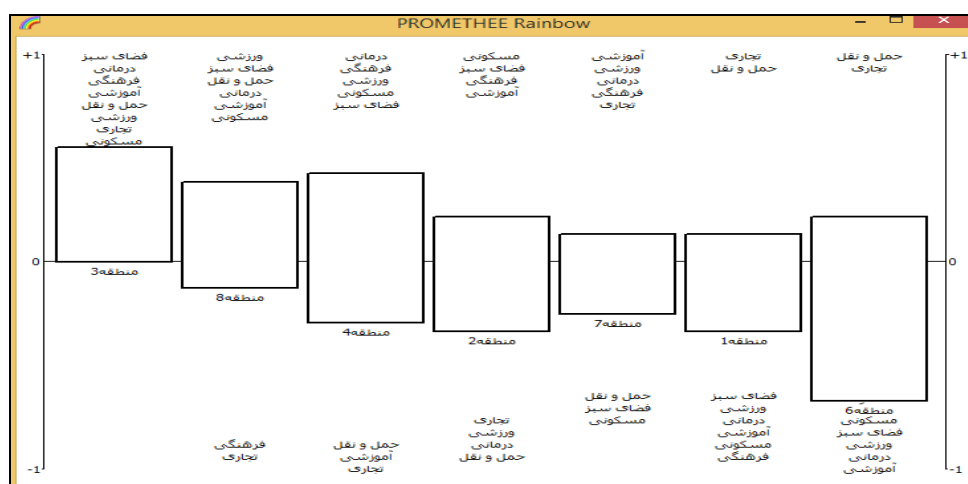 PROMETHEE Rainbow
+1
فضای سبز
درمانی
فرهنگی
آموزشی
حمل و نقل
ورزشی
تجاری
مسکونی
ورزشی
فضای سبز
حمل و نقل
درمانی
آموزشی
مسکونی
درمانی
فرهنگی
ورزشی
مسکونی
فضای سبز
مسکونی
فضای سبز
فرهنگی
آموزشی
آموزشی
ورزشی
درمانی
فرهنگی
تجاری
تجاری
حمل و نقل
حمل و نقل
تجاری
+1
0
منطقه3
منطقه8
منطقه4
منطقه2
منطقه7
منطقه1
منطقه6
0
فرهنگی
تجاری
حمل و نقل
آموزشی
تجاری
تجاری
ورزشی
درمانی
حمل و نقل
حمل و نقل
فضای سبز
مسکونی
فضای سبز
ورزشی
درمانی
آموزشی
مسکونی
فرهنگی
مسکونی
فضای سبز
ورزشی
درمانی
آموزشی
-1
-1